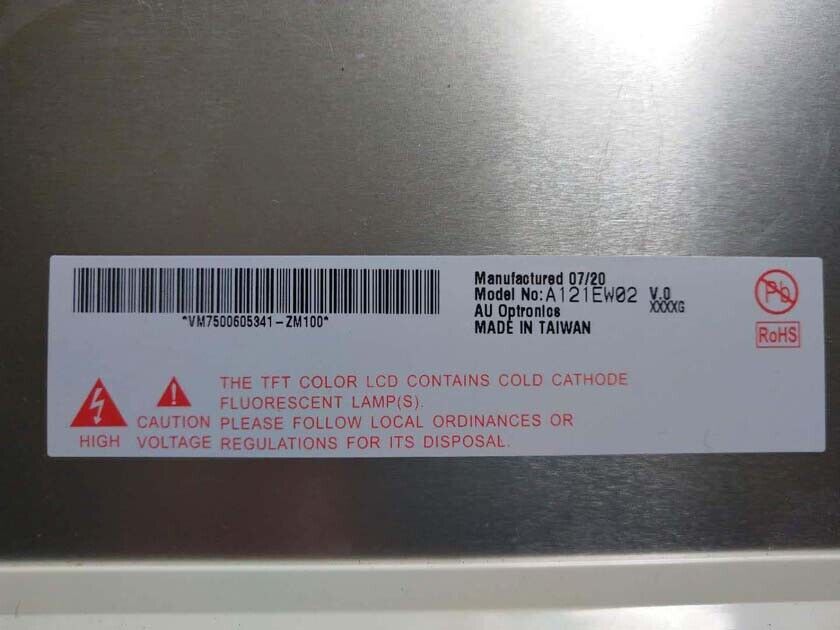 *VM7500605341-ZM100*
Manufactured 07/20
Model No:A121EW02 V.0
XXXXG
AU Optronics
MADE IN TAIWAN
Pb
RoHS
THE TFT COLOR LCD CONTAINS COLD CATHODE
FLUORESCENT LAMP(S).
CAUTION PLEASE FOLLOW LOCAL ORDINANCES OR
HIGH VOLTAGE REGULATIONS FOR ITS DISPOSAL.